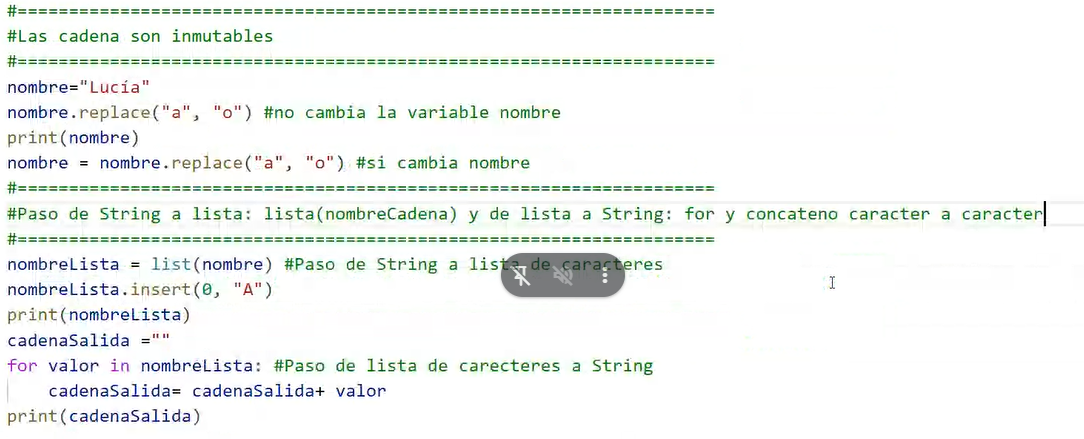 #====================================================================
#Las cadena son inmutables
#====================================================================
nombre="Lucía"
nombre.replace("a", "o") #no cambia la variable nombre
print(nombre)
nombre = nombre.replace("a", "o") #si cambia nombre
#====================================================================
#Paso de String a lista: lista(nombreCadena) y de lista a String: for y concateno caracter a caracter
#====================================================================
nombreLista = list(nombre) #Paso de String a lista de caracteres
nombreLista.insert(0, "A")
print(nombreLista)
cadenaSalida =""
for valor in nombreLista: #Paso de lista de carecteres a String
    cadenaSalida= cadenaSalida+ valor
print(cadenaSalida)